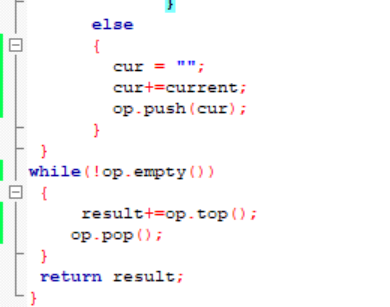 }
else
{
cur = "";
cur+=current;
op.push(cur);
}
}
while(!op.empty())
{
result+=op.top();
op.pop();
}
return result;
}